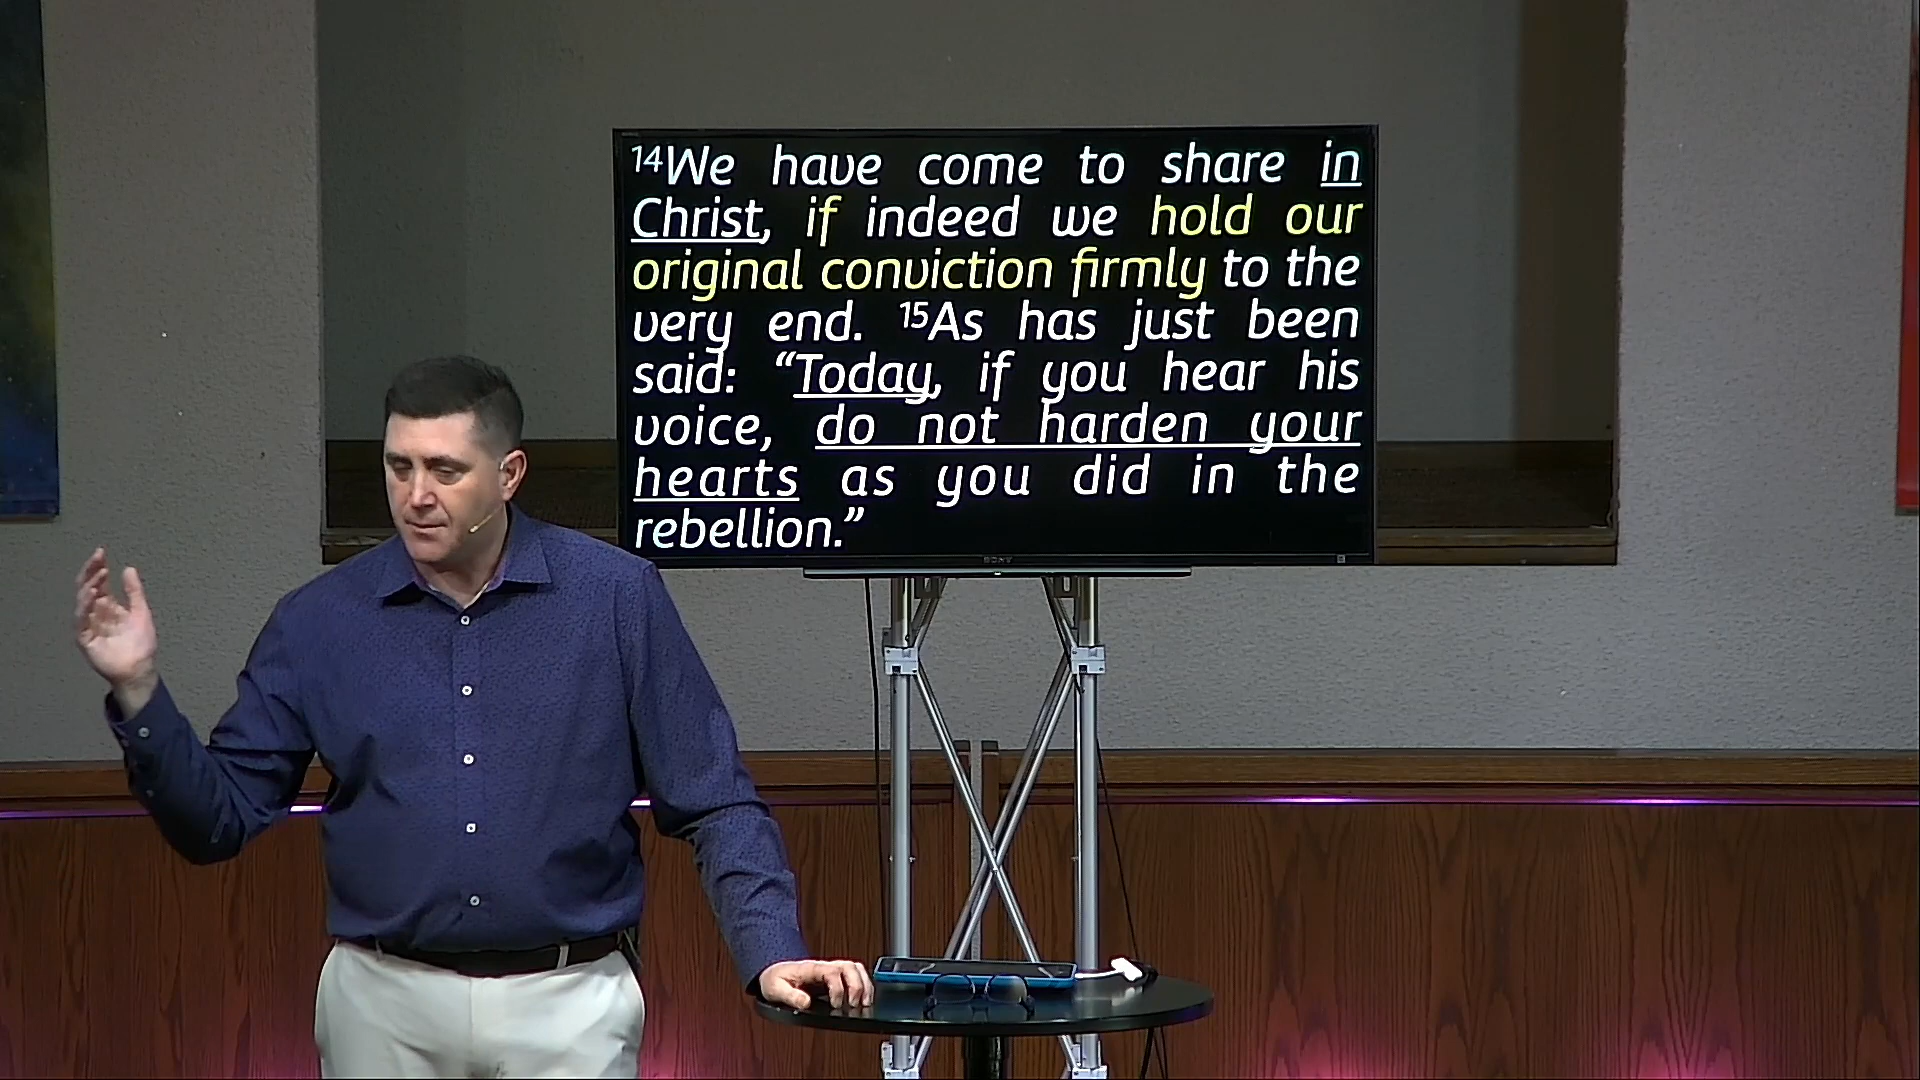 ¹⁴We have come to share in
Christ, if indeed we hold our
original conviction firmly to the
very end. ¹⁵As has just been
said: “Today, if you hear his
voice, do not harden your
hearts as you did in the
rebellion.”
SONY